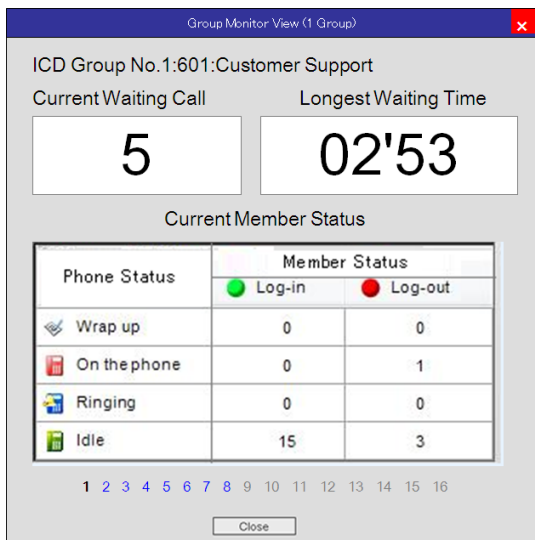 Group Monitor View (1 Group)
ICD Group No.1:601:Customer Support
Current Waiting Call Longest Waiting Time
5 02'53
Current Member Status
Phone Status Member Status
Log-in Log-out
Wrap up 0 0
On the phone 0 1
Ringing 0 0
Idle 15 3
1 2 3 4 5 6 7 8 9 10 11 12 13 14 15 16
Close